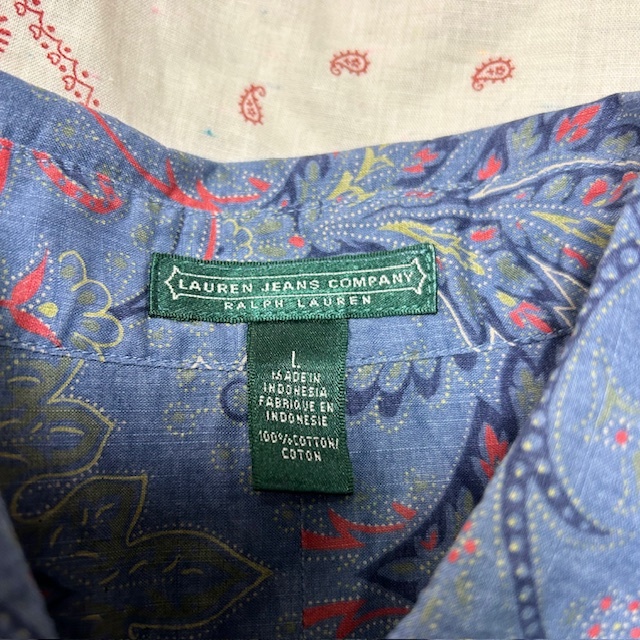 LAUREN JEANS COMPANY
RALPH LAUREN
L
MADE IN
INDONESIA
FABRIQUE EN
INDONESIE
100% COTTON/
COTON